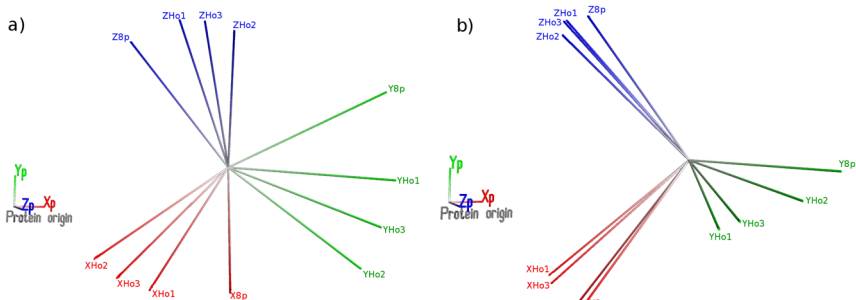 a)
ZHo1
ZHo3
ZHo2
Z8p
Y8p
YHo1
YHo3
YHo2
XHo2
XHo3
XHo1
X8p
Yp
Zp
Xp
Protein origin
b)
ZHo1
Z8p
ZHo3
ZHo2
Y8p
YHo2
YHo3
YHo1
XHo1
XHo3
Yp
Zp
Xp
Protein origin